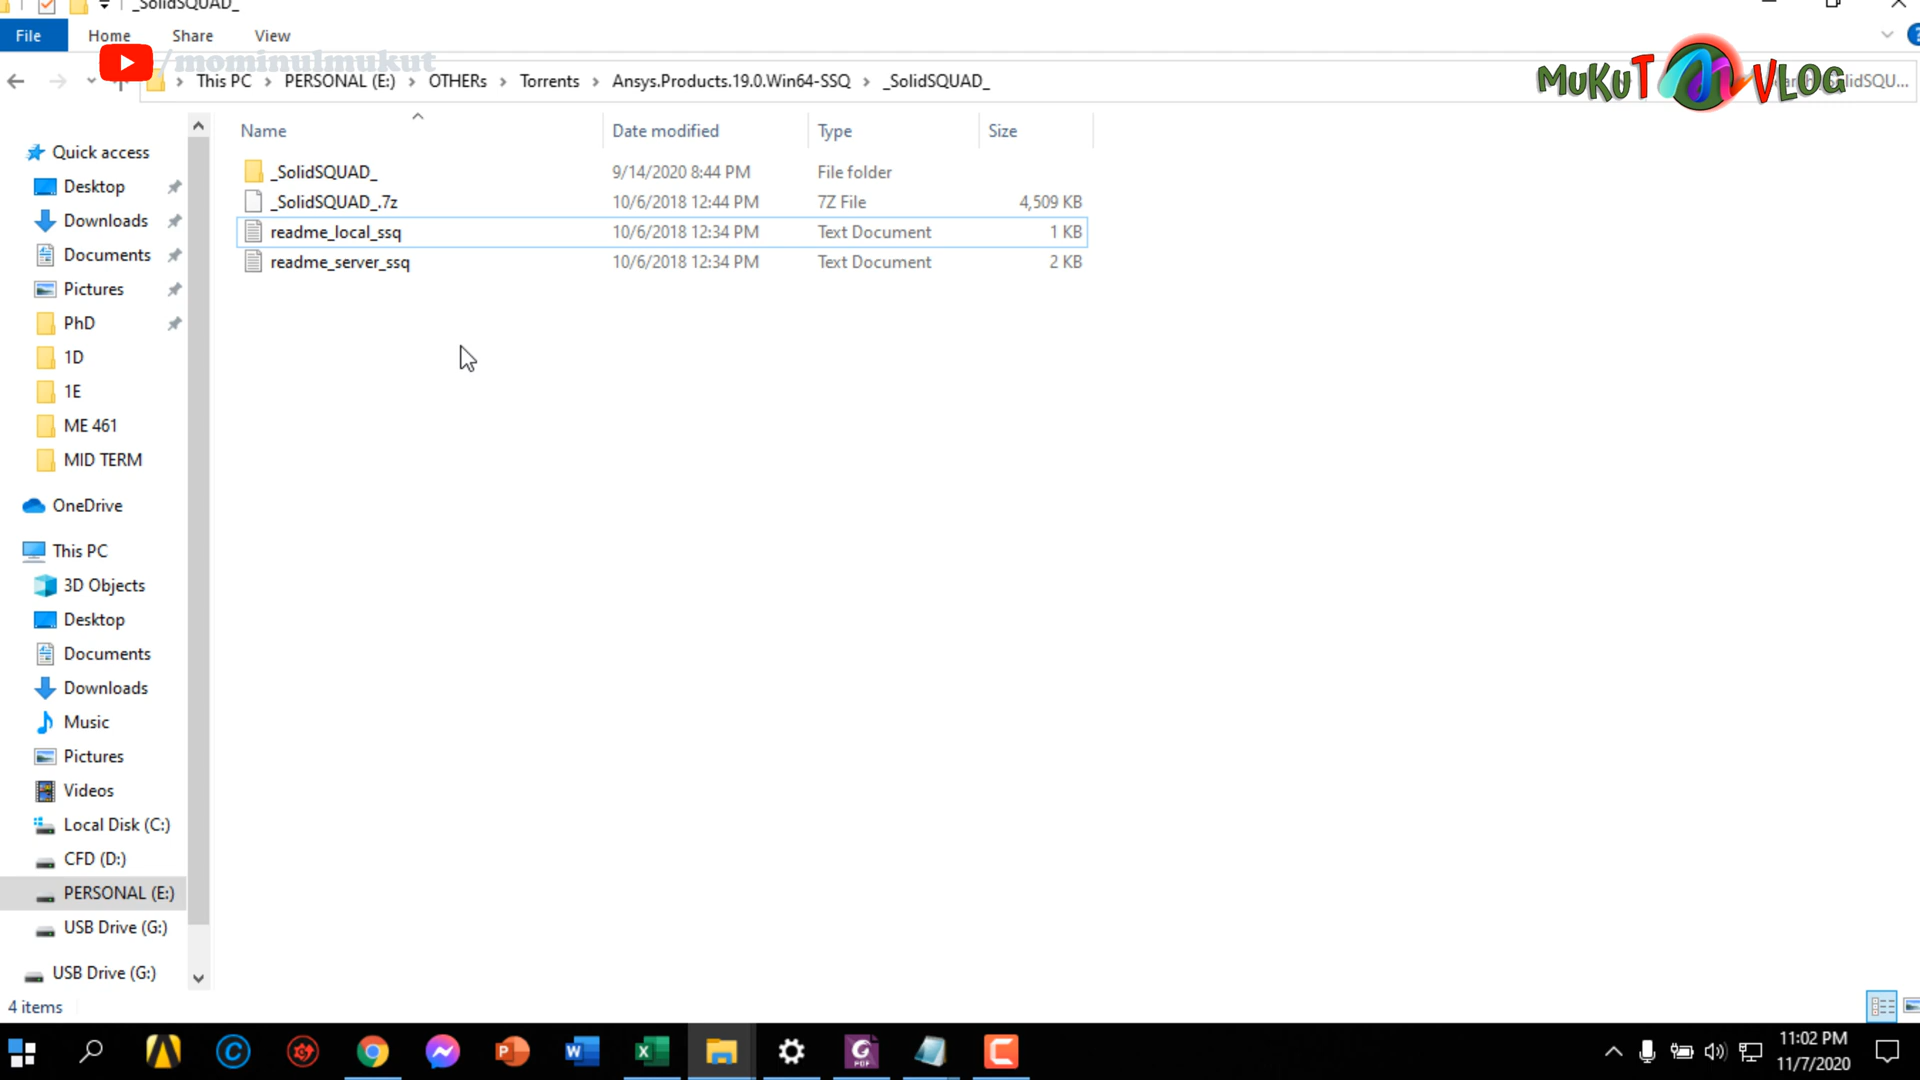 _SolidSQUAD_
File Home Share View
/mominulmukut
This PC > PERSONAL (E:) > OTHERs > Torrents > Ansys.Products.19.0.Win64-SSQ > _SolidSQUAD_
MUKUT VLOG
Name Date modified Type Size
_SolidSQUAD_ 9/14/2020 8:44 PM File folder
_SolidSQUAD_.7z 10/6/2018 12:44 PM 7Z File 4,509 KB
readme_local_ssq 10/6/2018 12:34 PM Text Document 1 KB
readme_server_ssq 10/6/2018 12:34 PM Text Document 2 KB
Quick access
Desktop
Downloads
Documents
Pictures
PhD
1D
1E
ME 461
MID TERM
OneDrive
This PC
3D Objects
Desktop
Documents
Downloads
Music
Pictures
Videos
Local Disk (C:)
CFD (D:)
PERSONAL (E:)
USB Drive (G:)
USB Drive (G:)
4 items
11:02 PM
11/7/2020